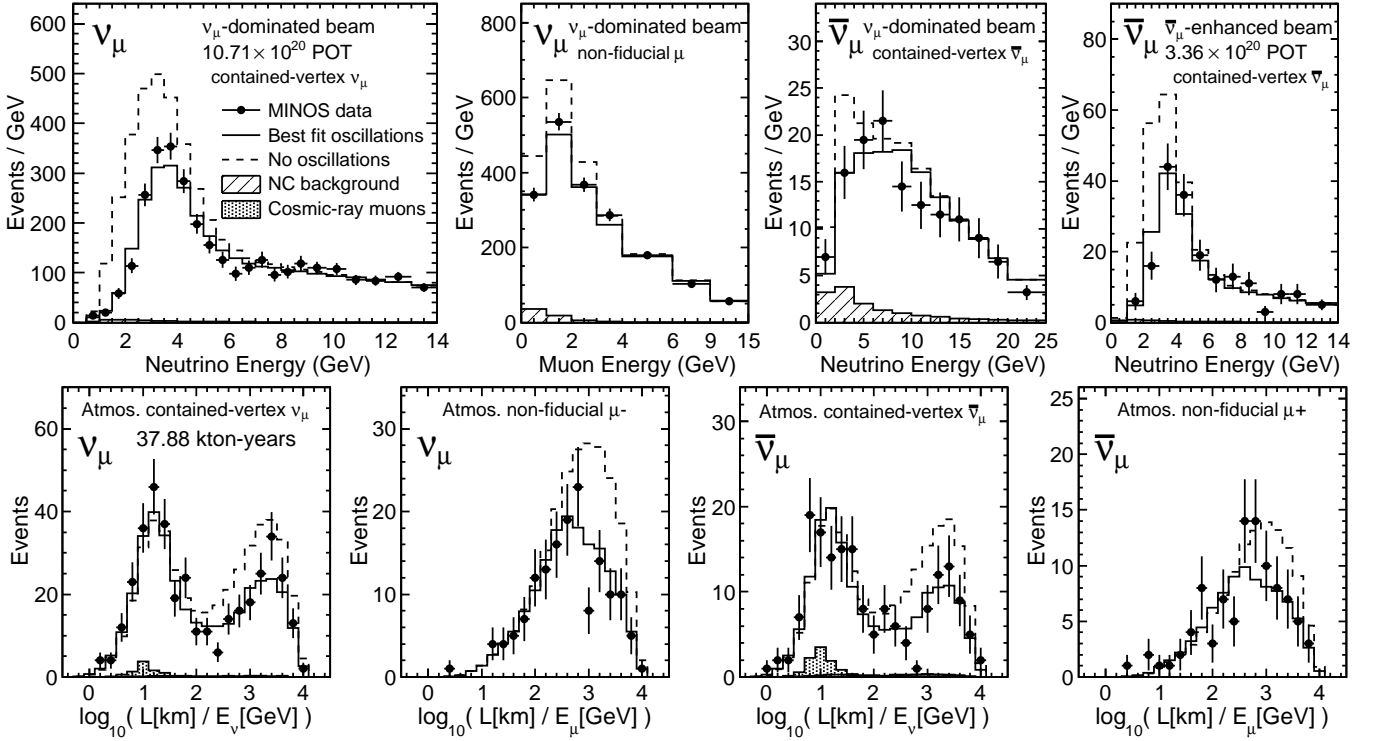 ν_μ
ν_μ-dominated beam
10.71×10^20 POT
contained-vertex ν_μ
MINOS data
Best fit oscillations
No oscillations
NC background
Cosmic-ray muons
Events / GeV
600
500
400
300
200
100
0
0 2 4 6 8 10 12 14
Neutrino Energy (GeV)
ν_μ
ν_μ-dominated beam
non-fiducial μ
Events / GeV
800
600
400
200
0
0 2 4 6 9 15
Muon Energy (GeV)
ν̅_μ
ν_μ-dominated beam
contained-vertex ν̅_μ
Events / GeV
30
25
20
15
10
5
0
0 5 10 15 20 25
Neutrino Energy (GeV)
ν̅_μ
ν̅_μ-enhanced beam
3.36×10^20 POT
contained-vertex ν̅_μ
Events / GeV
80
60
40
20
0
0 2 4 6 8 10 12 14
Neutrino Energy (GeV)
Atmos. contained-vertex ν_μ
ν_μ
37.88 kton-years
Events
60
40
20
0
0 1 2 3 4
log_10( L[km] / E_ν[GeV] )
Atmos. non-fiducial μ-
ν_μ
Events
30
20
10
0
0 1 2 3 4
log_10( L[km] / E_μ[GeV] )
Atmos. contained-vertex ν̅_μ
ν̅_μ
Events
30
20
10
0
0 1 2 3 4
log_10( L[km] / E_ν[GeV] )
Atmos. non-fiducial μ+
ν̅_μ
Events
25
20
15
10
5
0
0 1 2 3 4
log_10( L[km] / E_μ[GeV] )